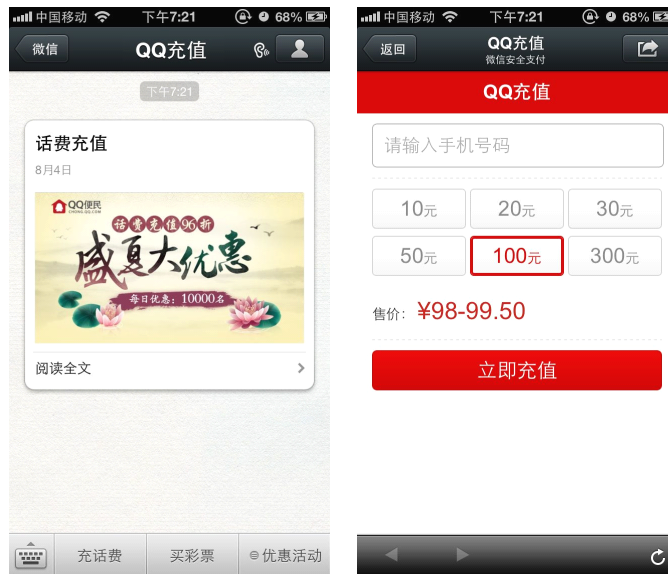 中国移动 下午7:21 68%
微信 QQ充值
下午7:21
话费充值
8月4日
QQ便民
CHONG.QQ.COM
话费充值96折
盛夏大优惠
每日优惠：10000名
阅读全文
充话费 买彩票 优惠活动
中国移动 下午7:21 68%
返回 QQ充值
微信安全支付
QQ充值
请输入手机号码
10元 20元 30元
50元 100元 300元
售价： ¥98-99.50
立即充值